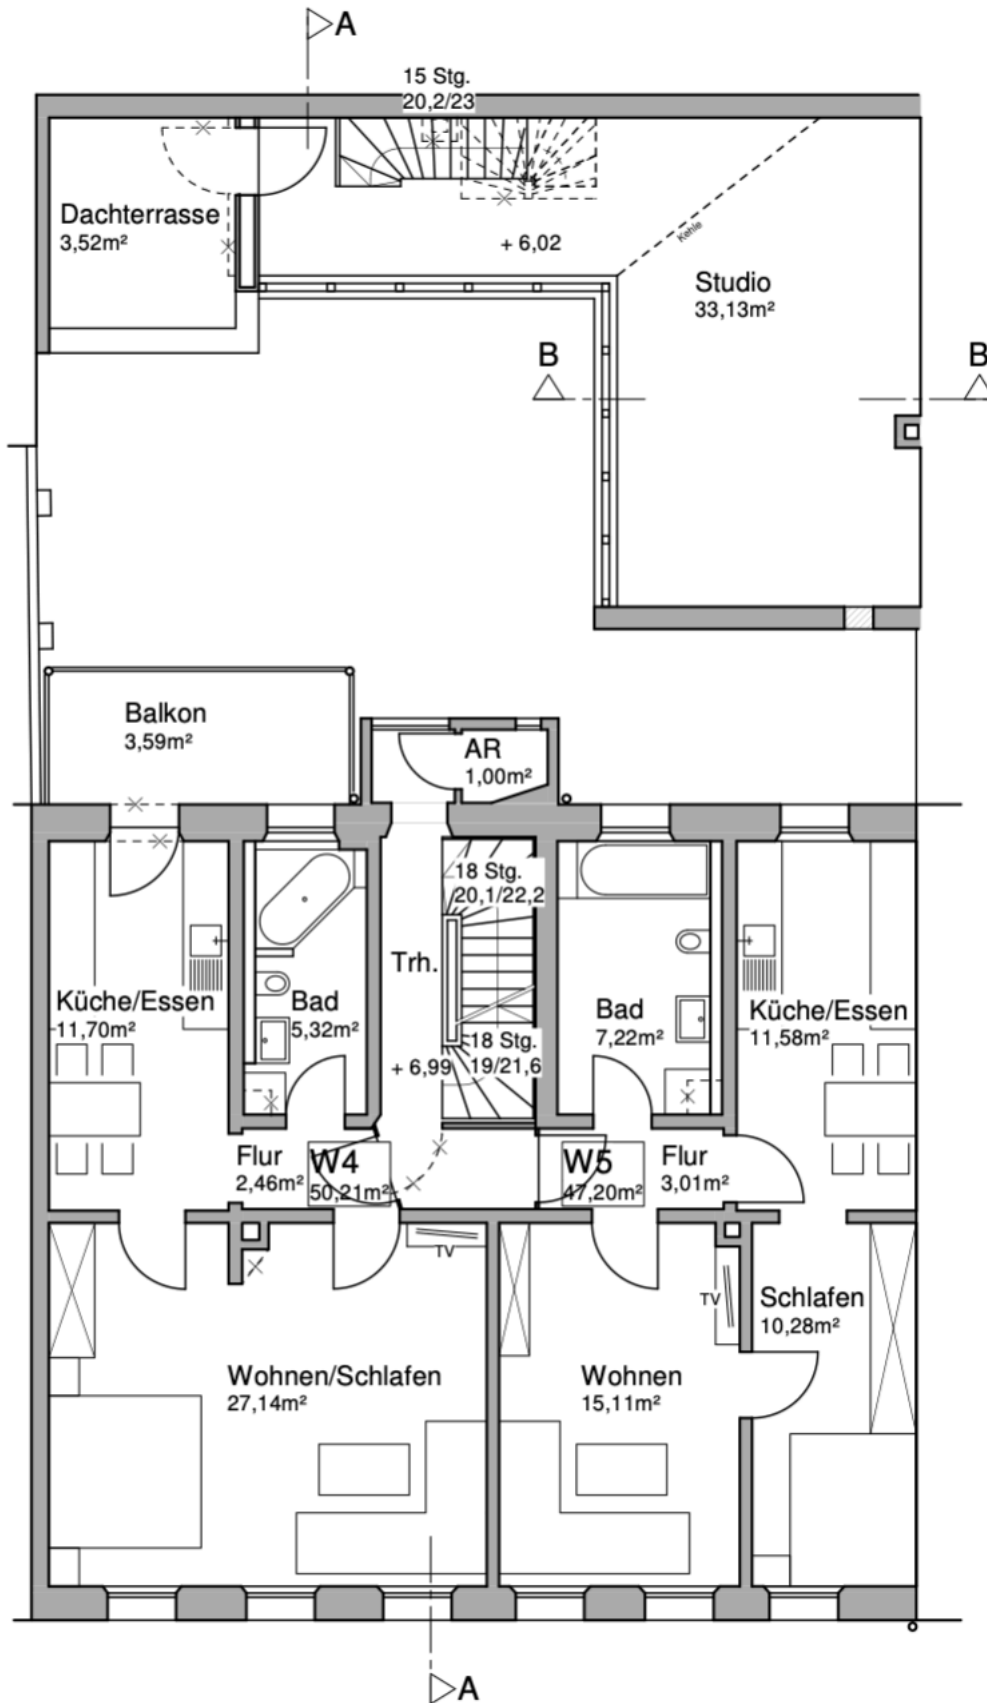 A
15 Stg.
20,2/23
Dachterrasse
3,52m²
+ 6,02
Kehle
Studio
33,13m²
B
B
Balkon
3,59m²
AR
1,00m²
18 Stg.
20,1/22,2
Trh.
Küche/Essen
11,70m²
Bad
5,32m²
18 Stg.
19/21,6
+ 6,99
Bad
7,22m²
Küche/Essen
11,58m²
Flur
2,46m²
W4
50,21m²
W5
47,20m²
Flur
3,01m²
TV
TV
Schlafen
10,28m²
Wohnen/Schlafen
27,14m²
Wohnen
15,11m²
A